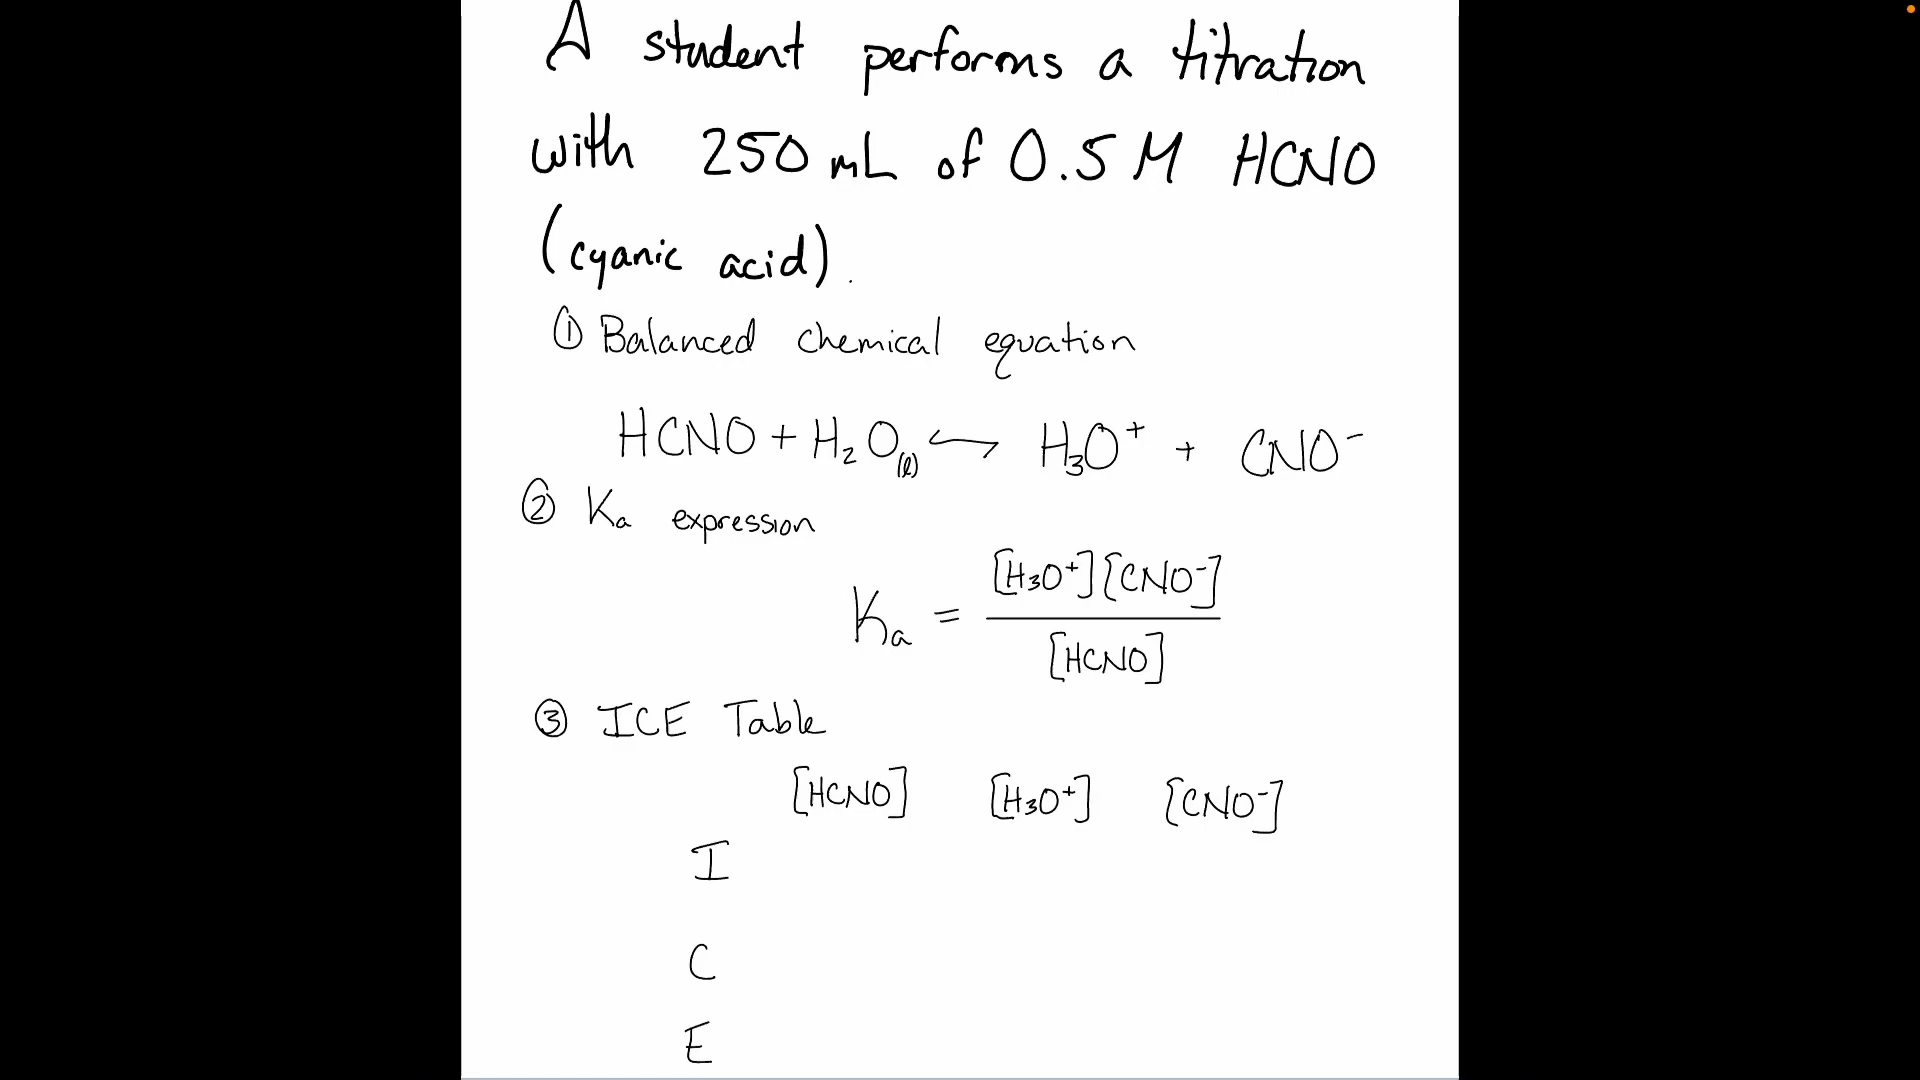 A student performs a titration
with 250 mL of 0.5 M HCNO
(cyanic acid).
① Balanced chemical equation
HCNO + H₂O(l) ⇌ H₃O⁺ + CNO⁻
② Kₐ expression
Kₐ = [H₃O⁺][CNO⁻] / [HCNO]
③ ICE Table
[HCNO] [H₃O⁺] [CNO⁻]
I
C
E